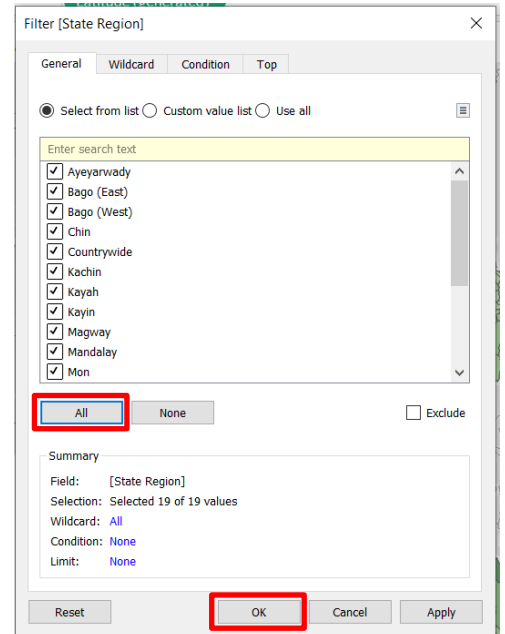 Latitude (generated)
Filter [State Region]
General Wildcard Condition Top
Select from list Custom value list Use all
Enter search text
Ayeyarwady
Bago (East)
Bago (West)
Chin
Countrywide
Kachin
Kayah
Kayin
Magway
Mandalay
Mon
All None Exclude
Summary
Field: [State Region]
Selection: Selected 19 of 19 values
Wildcard: All
Condition: None
Limit: None
Reset OK Cancel Apply